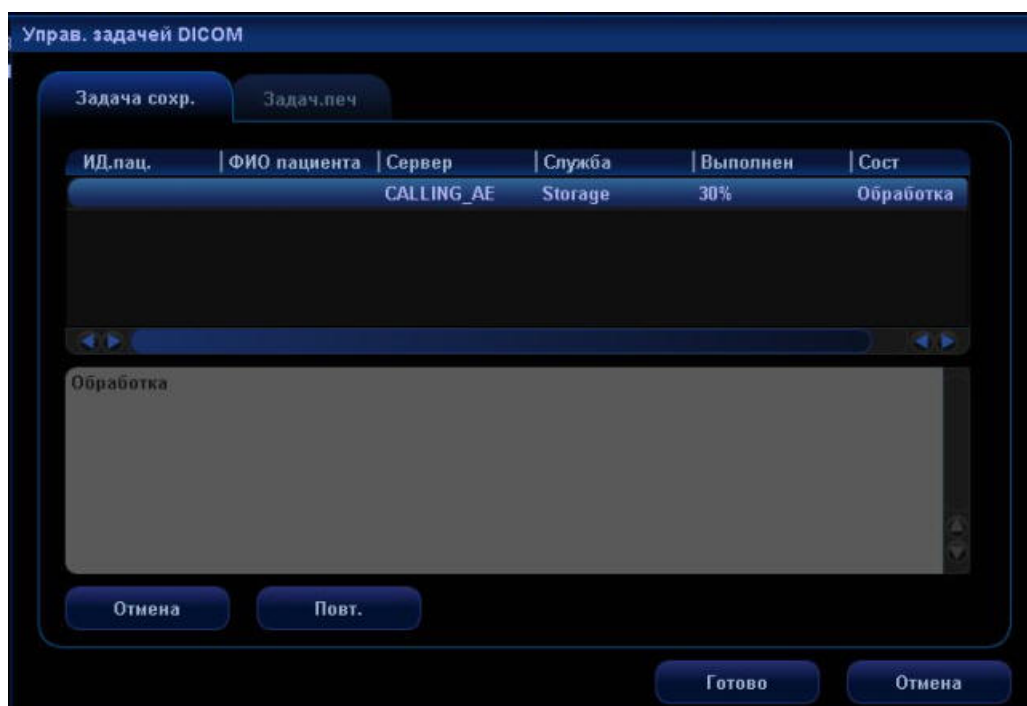 Управ. задачей DICOM
Задача сохр. Задач.печ
ИД.пац. ФИО пациента Сервер Служба Выполнен Сост
CALLING_AE Storage 30% Обработка
Обработка
Отмена Повт.
Готово Отмена